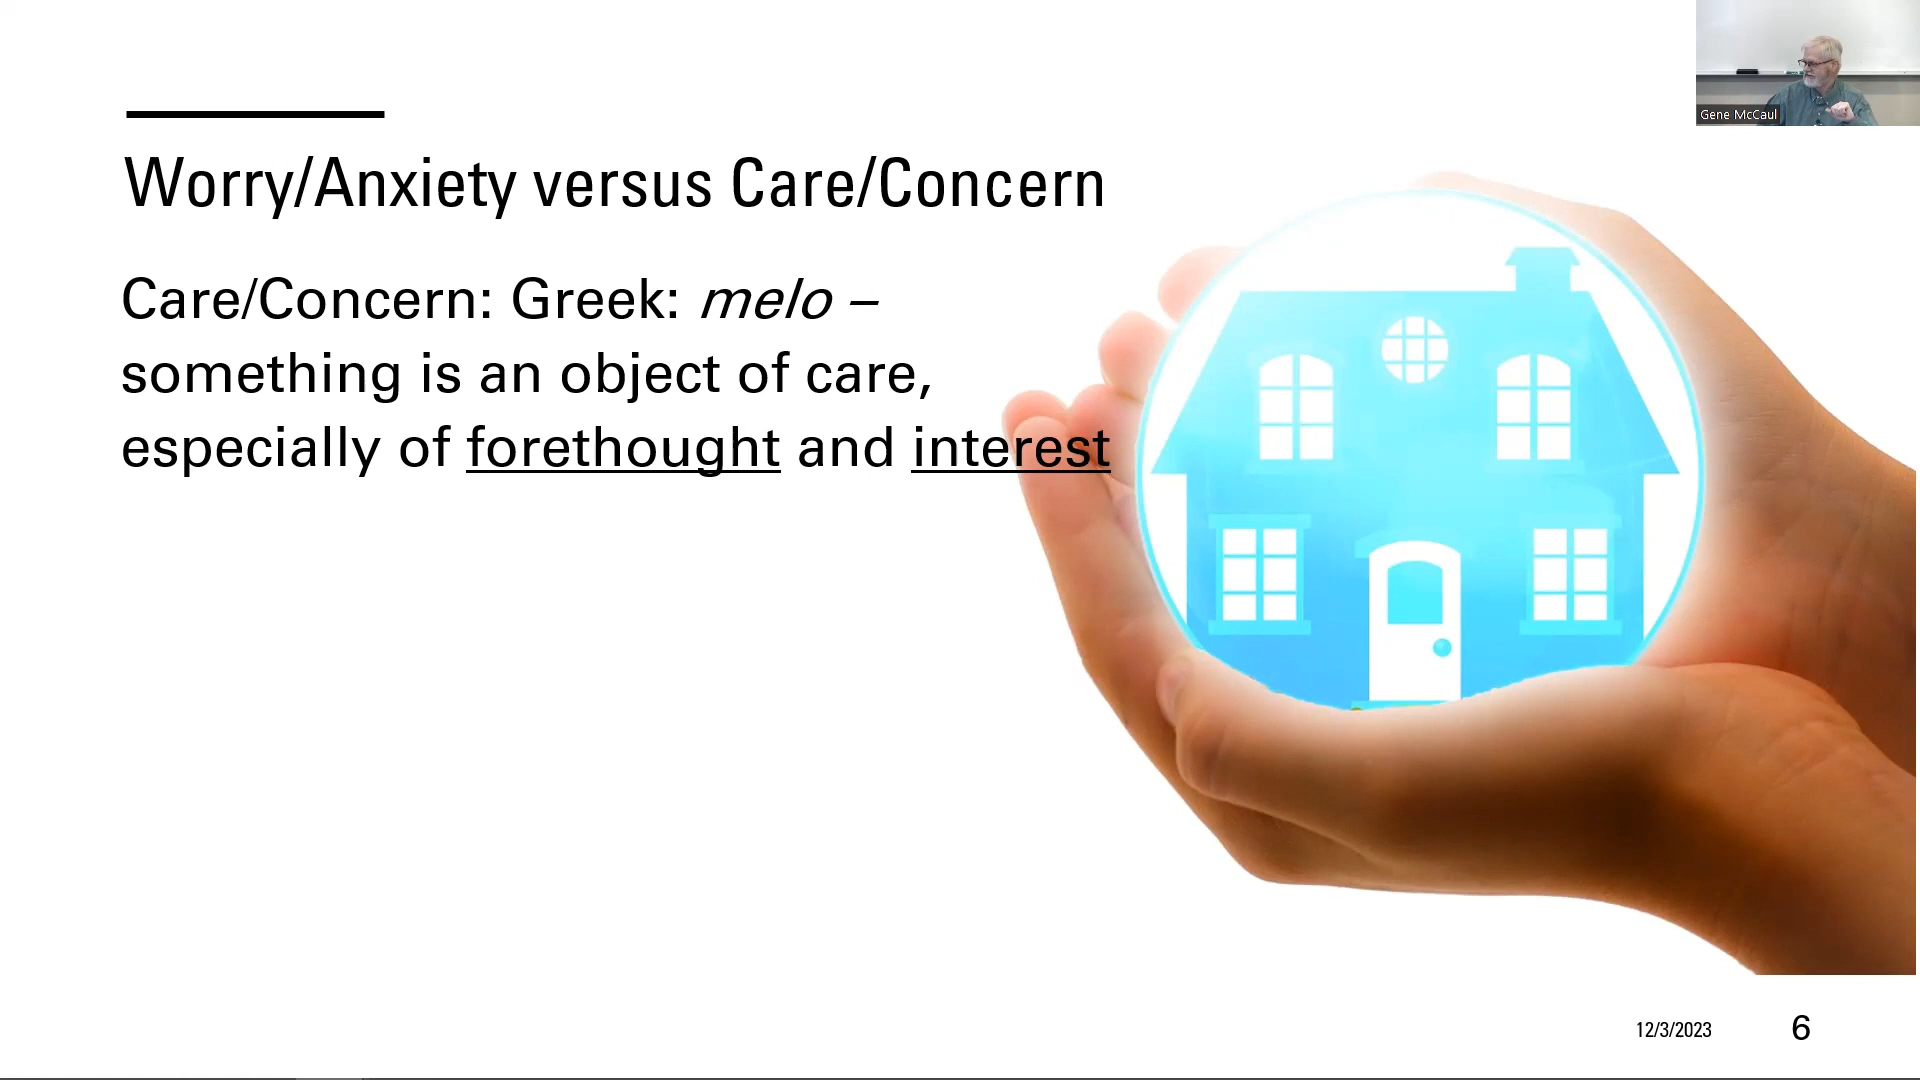 Gene McCaul
Worry/Anxiety versus Care/Concern
Care/Concern: Greek: melo –
something is an object of care,
especially of forethought and interest
12/3/2023
6